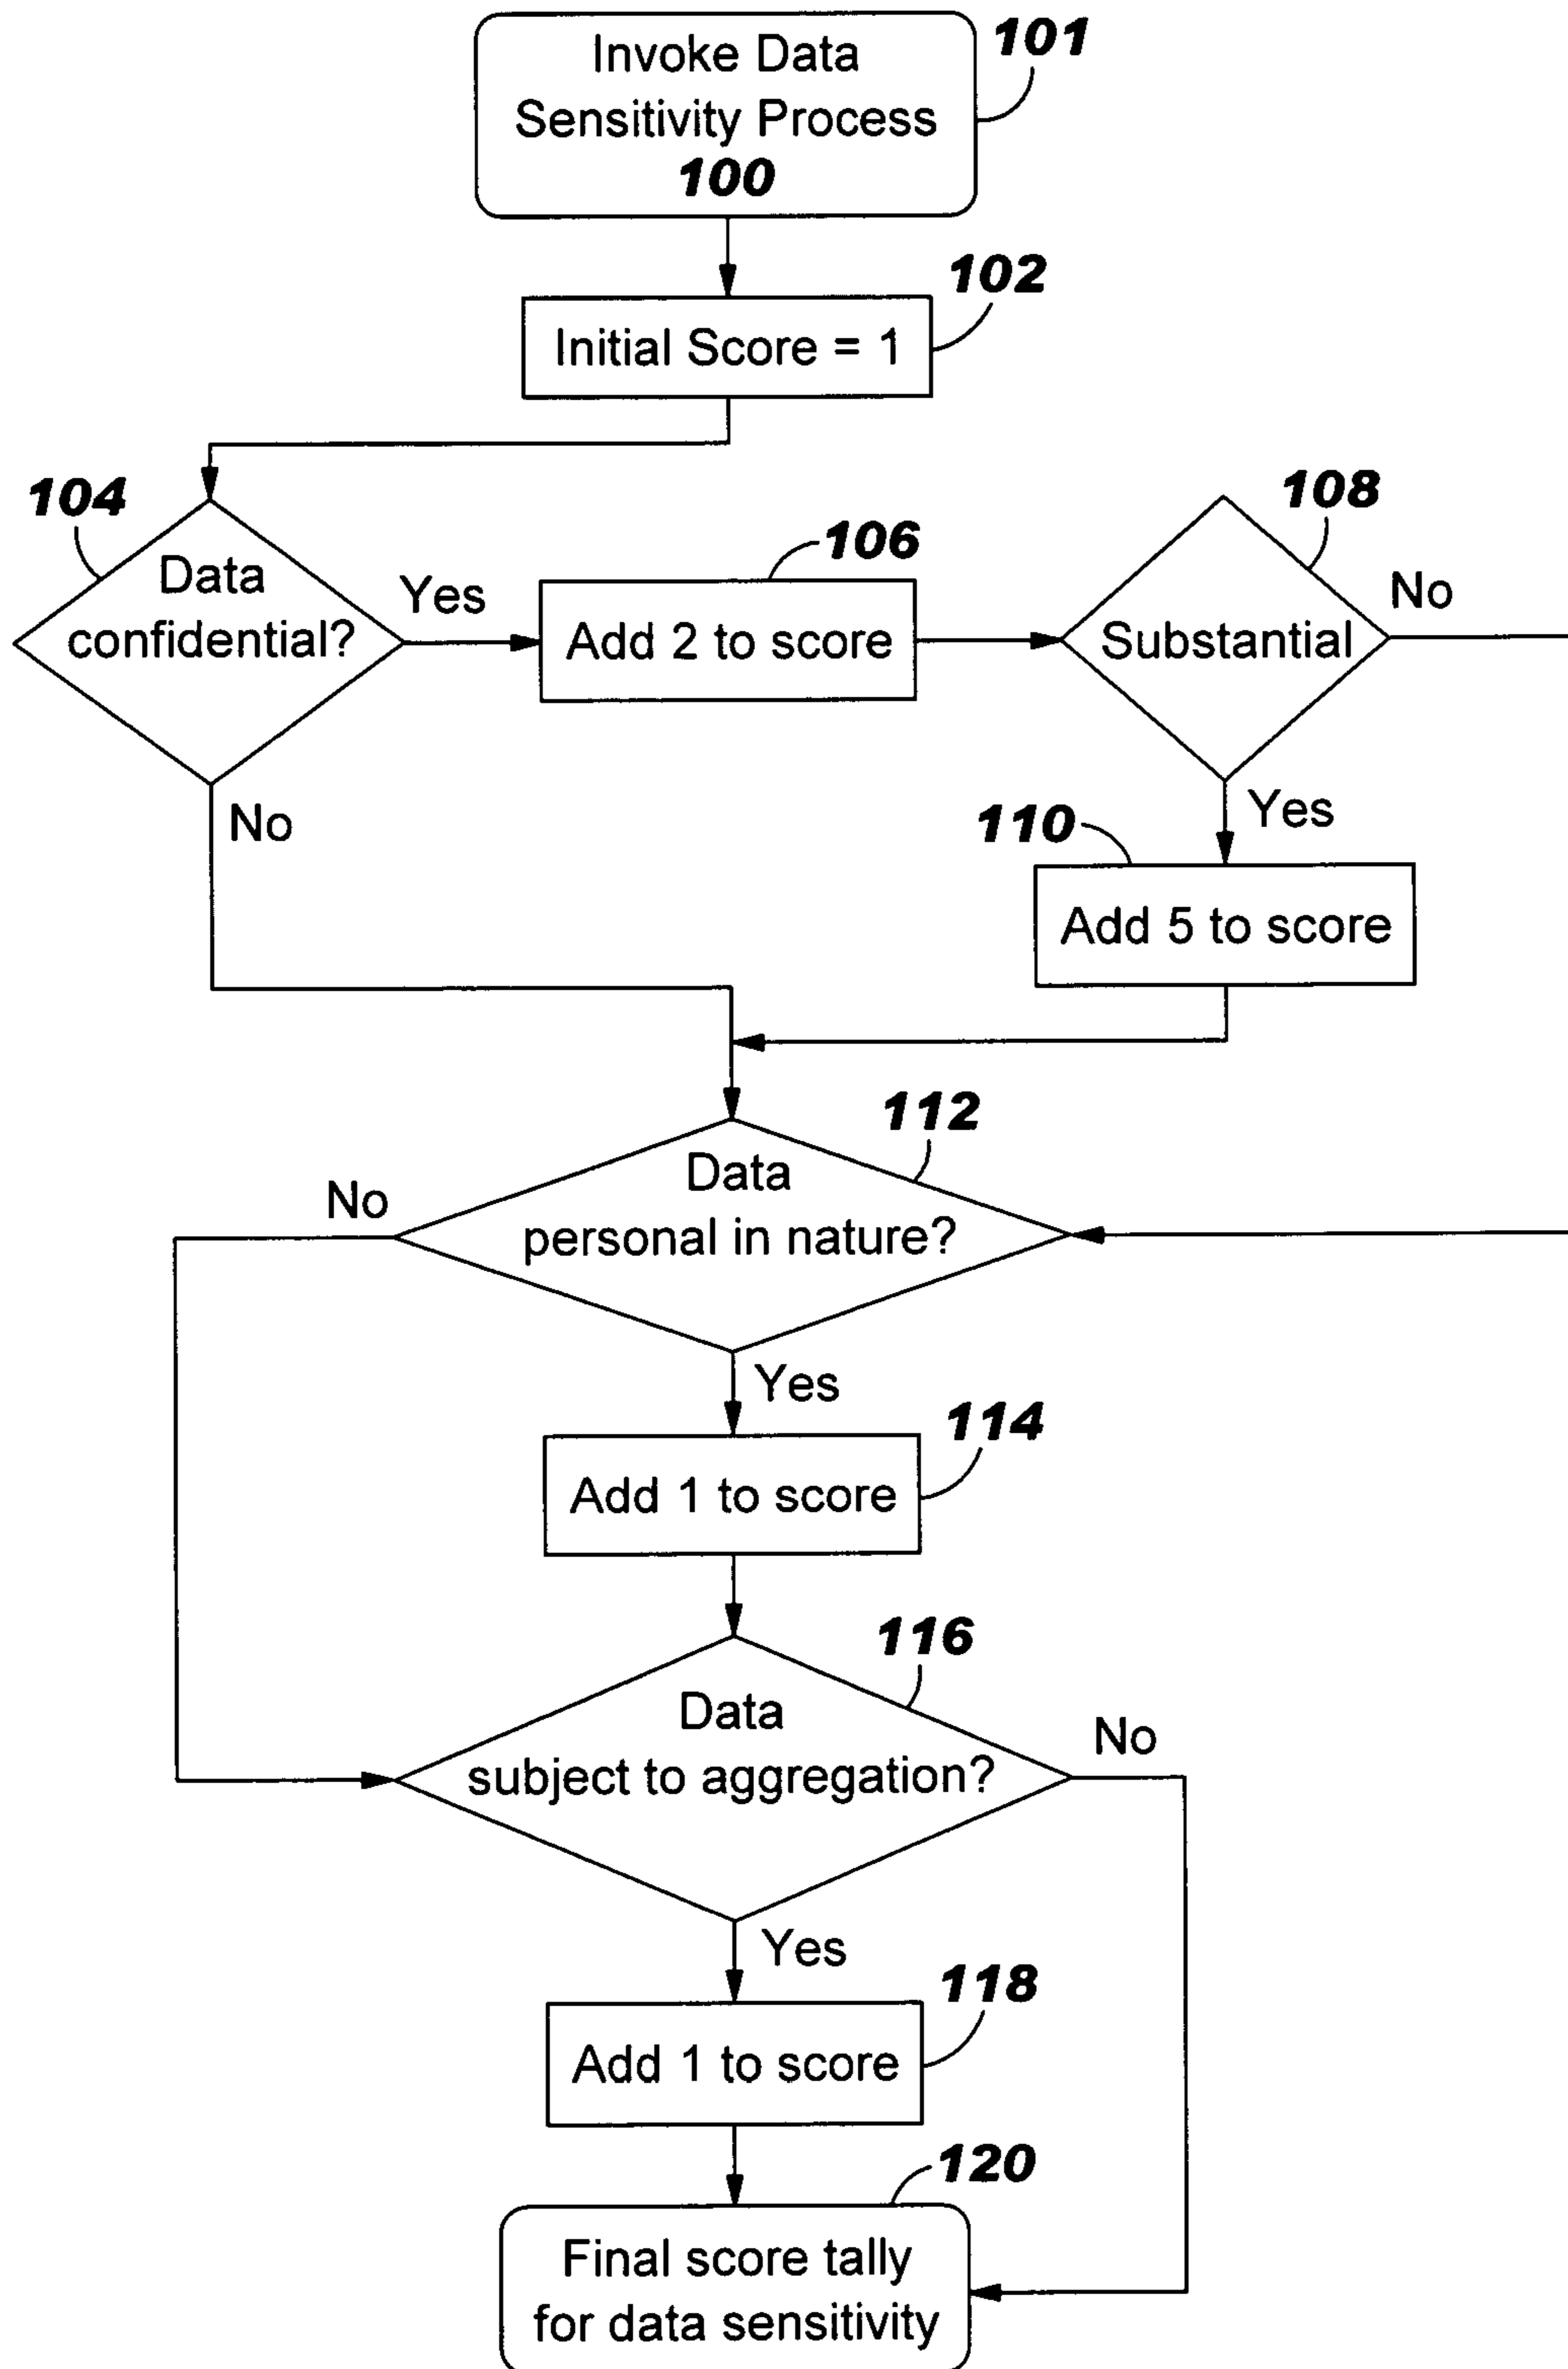 Invoke Data
Sensitivity Process
100
101
102
Initial Score = 1
104
Data
confidential?
Yes
106
Add 2 to score
108
Substantial
No
No
Yes
110
Add 5 to score
112
Data
personal in nature?
No
Yes
114
Add 1 to score
116
Data
subject to aggregation?
No
Yes
118
Add 1 to score
120
Final score tally
for data sensitivity